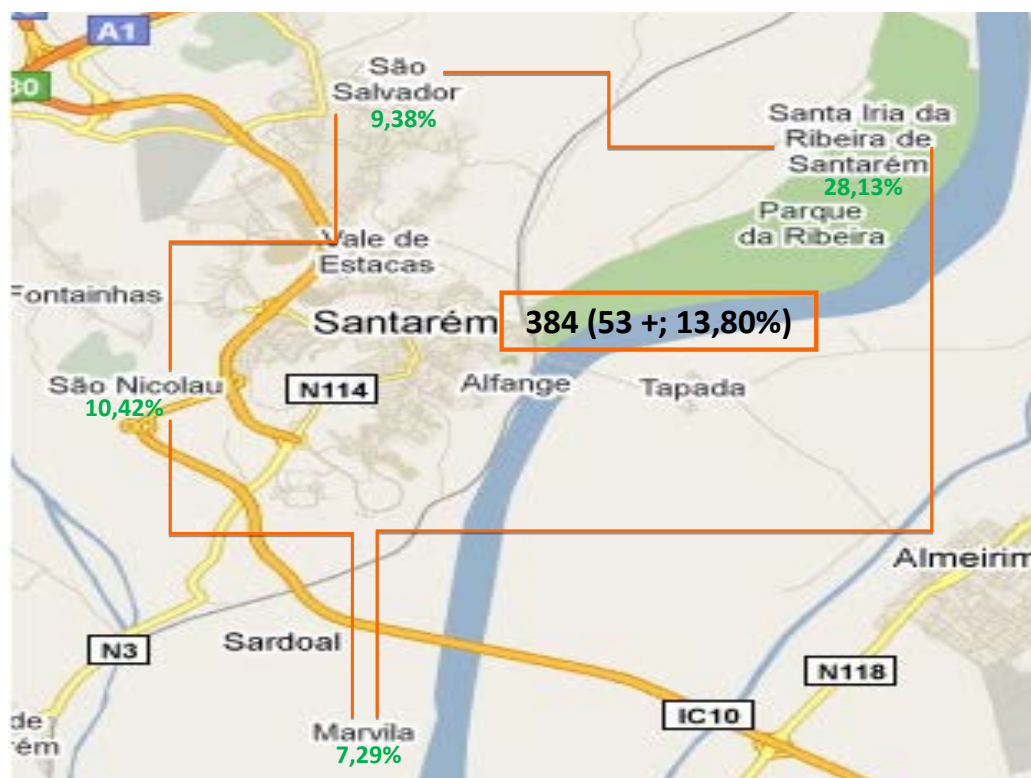 A1
30
São
Salvador
9,38%
Santa Iria da
Ribeira de
Santarém
28,13%
Parque
da Ribeira
Vale de
Estacas
Fontainhas
Santarém
384 (53 +; 13,80%)
São Nicolau
10,42%
N114
Alfange
Tapada
Almeirim
Sardoal
N3
N118
IC10
Marvila
7,29%
de
rém